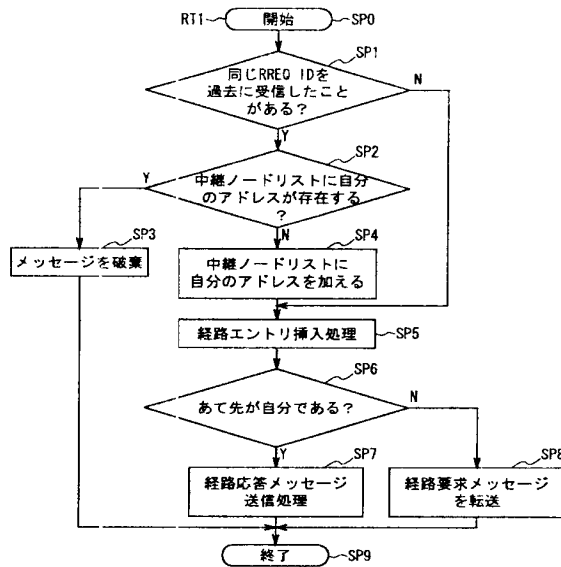 RT1 開始 SP0
SP1
同じRREQ IDを
過去に受信したこと
がある?
N
Y
SP2
Y
中継ノードリストに自分
のアドレスが存在する
?
N
SP3
メッセージを破棄
SP4
中継ノードリストに
自分のアドレスを加える
経路エントリ挿入処理 SP5
SP6
あて先が自分である?
N
Y
SP7
経路応答メッセージ
送信処理
SP8
経路要求メッセージ
を転送
終了 SP9